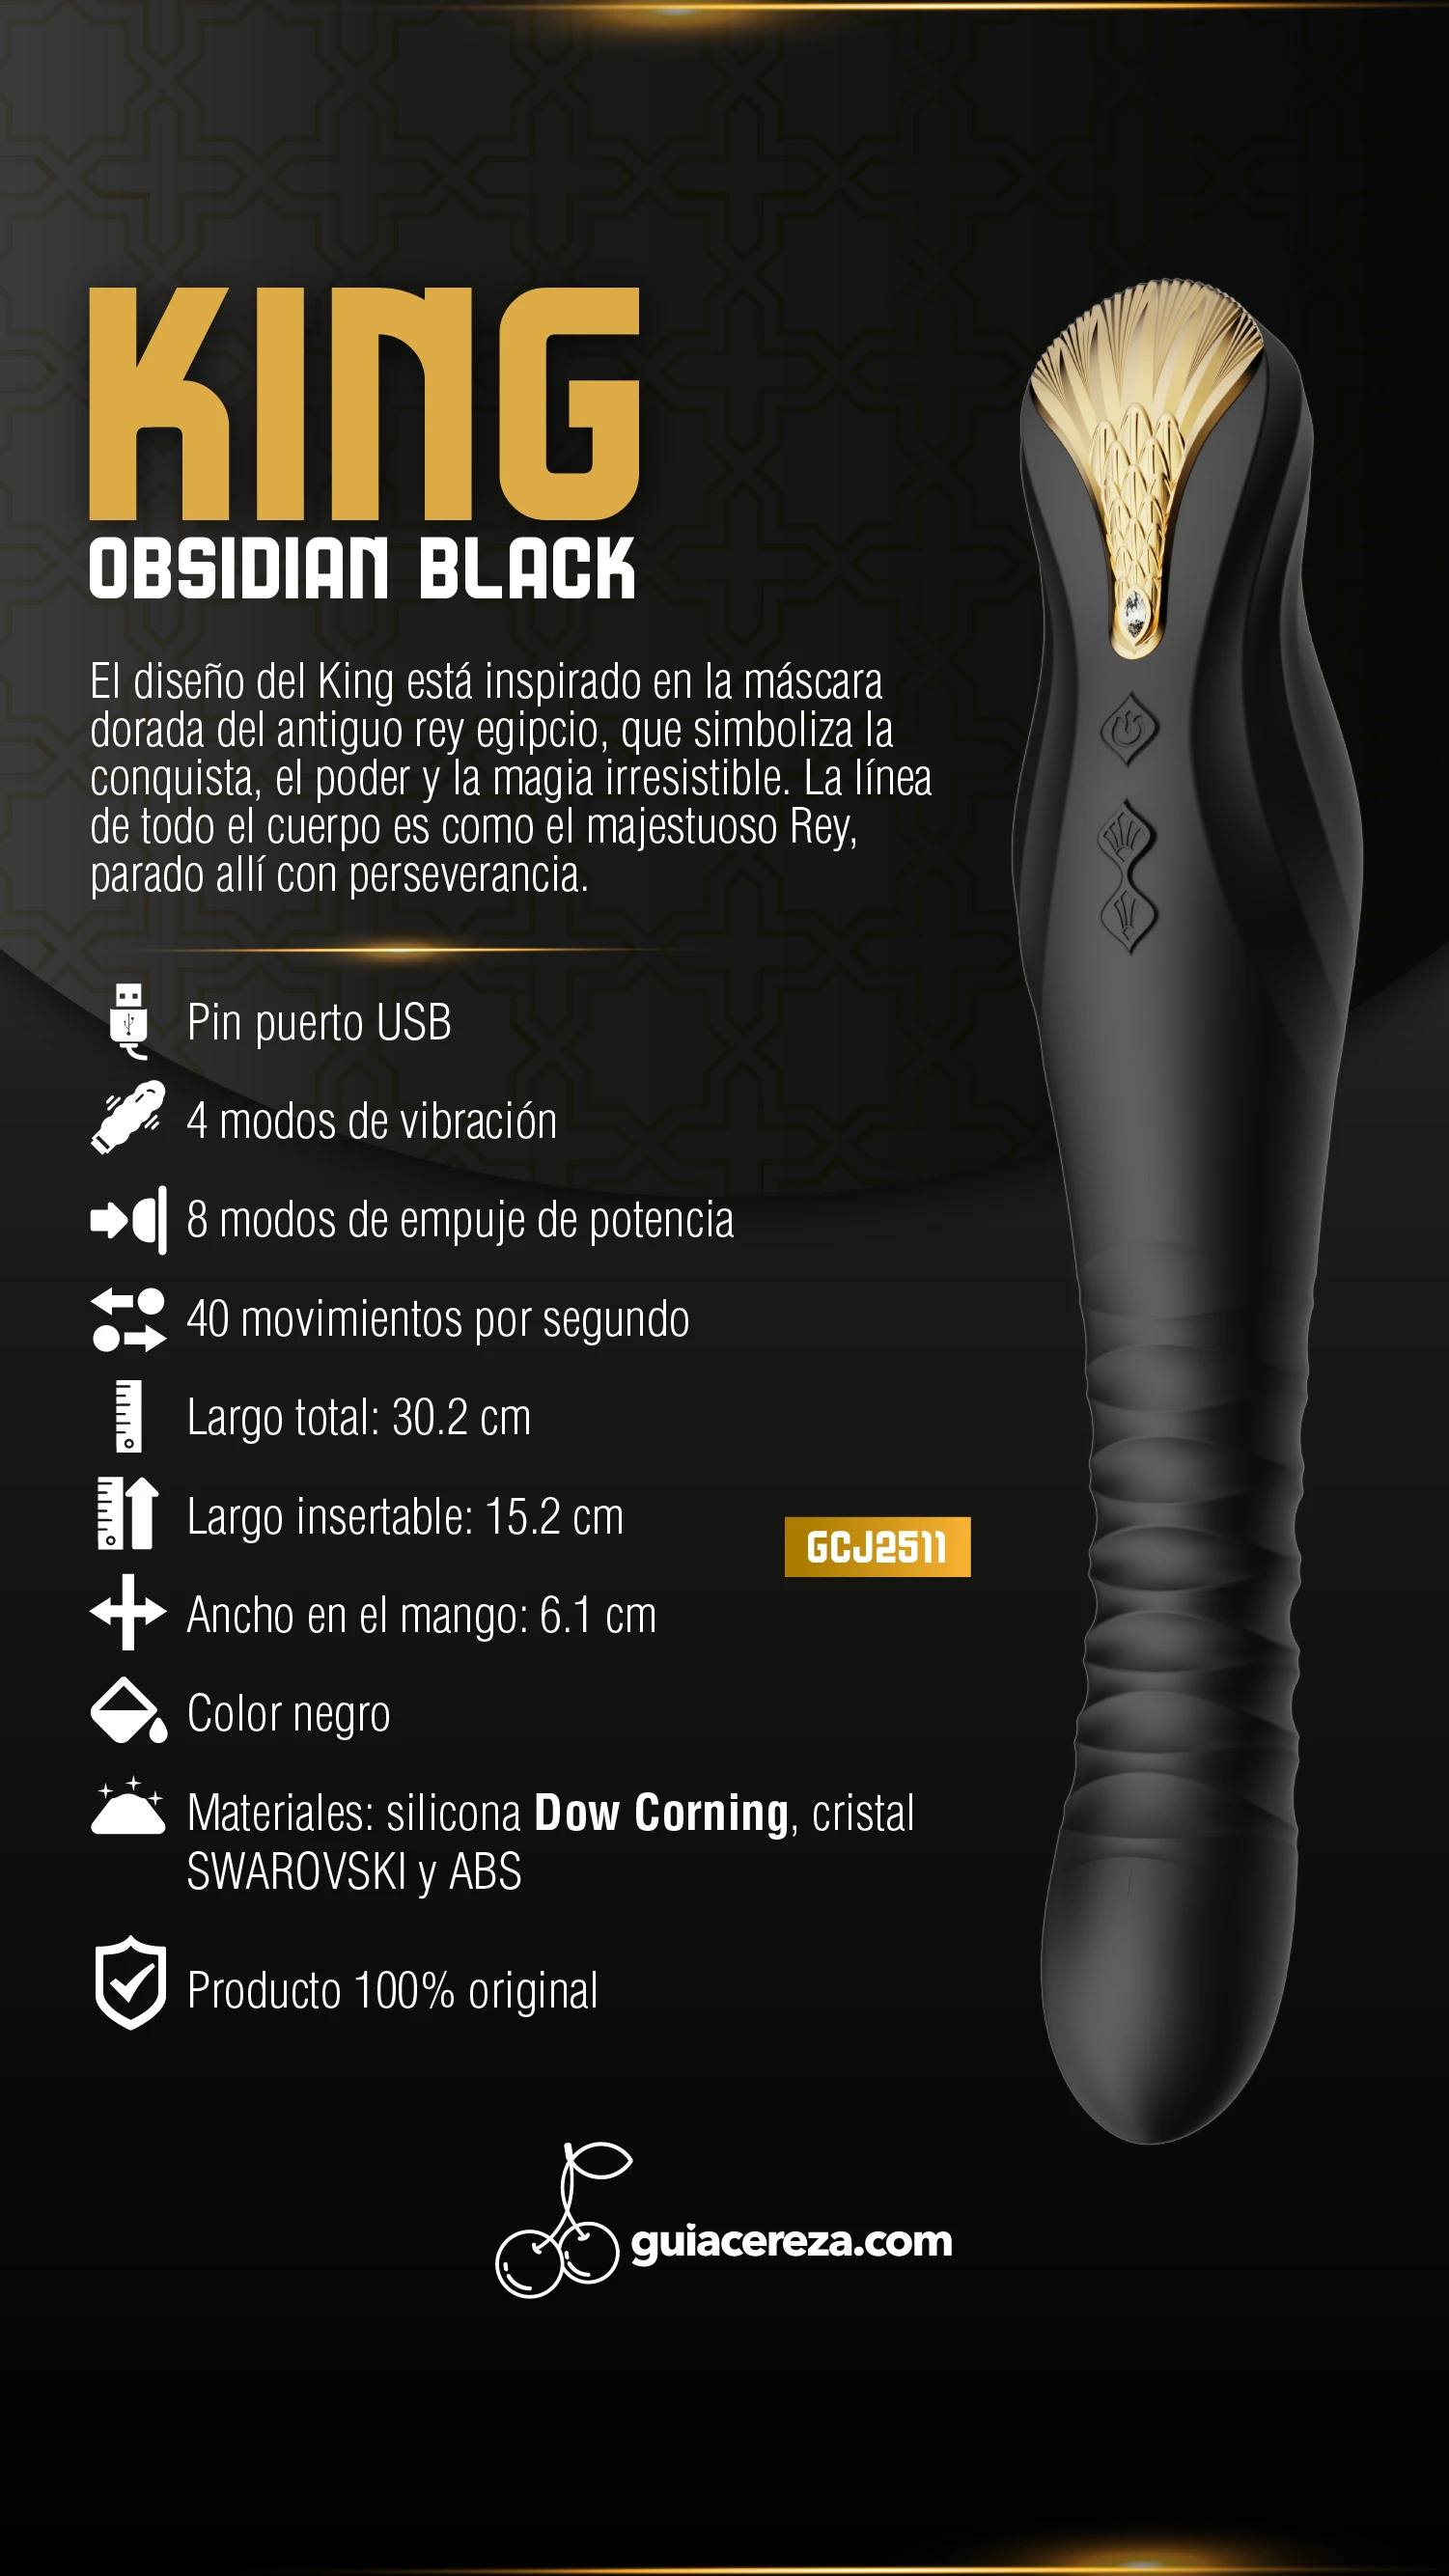 KING
OBSIDIAN BLACK
El diseño del King está inspirado en la máscara
dorada del antiguo rey egipcio, que simboliza la
conquista, el poder y la magia irresistible. La línea
de todo el cuerpo es como el majestuoso Rey,
parado allí con perseverancia.
Pin puerto USB
4 modos de vibración
8 modos de empuje de potencia
40 movimientos por segundo
Largo total: 30.2 cm
Largo insertable: 15.2 cm
GCJ2511
Ancho en el mango: 6.1 cm
Color negro
Materiales: silicona Dow Corning, cristal
SWAROVSKI y ABS
Producto 100% original
guiacereza.com